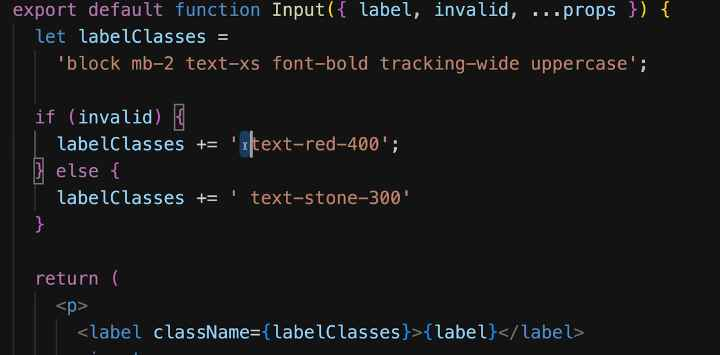 export default function Input({ label, invalid, ...props }) {
let labelClasses =
'block mb-2 text-xs font-bold tracking-wide uppercase';
if (invalid) {
labelClasses += ' text-red-400';
} else {
labelClasses += ' text-stone-300'
}
return (
<p>
<label className={labelClasses}>{label}</label>